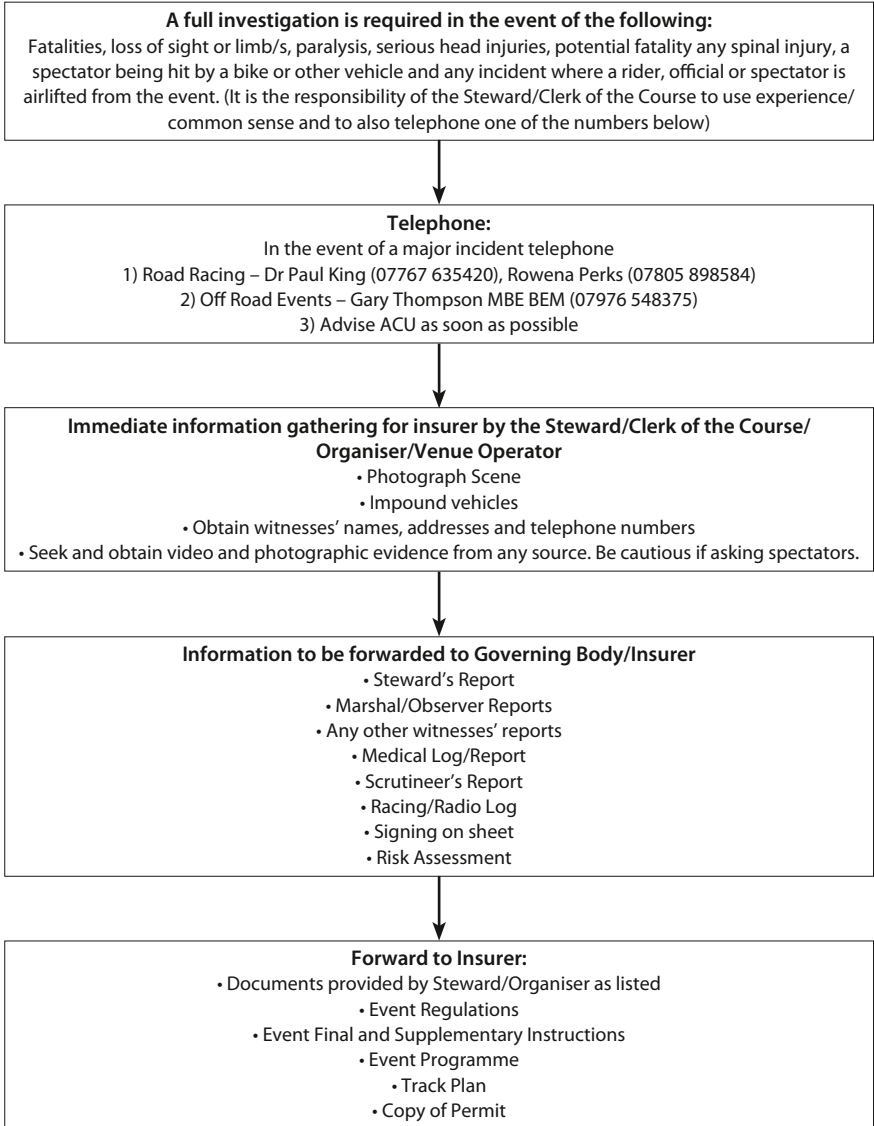 A full investigation is required in the event of the following:
Fatalities, loss of sight or limb/s, paralysis, serious head injuries, potential fatality any spinal injury, a
spectator being hit by a bike or other vehicle and any incident where a rider, official or spectator is
airlifted from the event. (It is the responsibility of the Steward/Clerk of the Course to use experience/
common sense and to also telephone one of the numbers below)
Telephone:
In the event of a major incident telephone
1) Road Racing – Dr Paul King (07767 635420), Rowena Perks (07805 898584)
2) Off Road Events – Gary Thompson MBE BEM (07976 548375)
3) Advise ACU as soon as possible
Immediate information gathering for insurer by the Steward/Clerk of the Course/
Organiser/Venue Operator
• Photograph Scene
• Impound vehicles
• Obtain witnesses’ names, addresses and telephone numbers
• Seek and obtain video and photographic evidence from any source. Be cautious if asking spectators.
Information to be forwarded to Governing Body/Insurer
• Steward’s Report
• Marshal/Observer Reports
• Any other witnesses’ reports
• Medical Log/Report
• Scrutineer’s Report
• Racing/Radio Log
• Signing on sheet
• Risk Assessment
Forward to Insurer:
• Documents provided by Steward/Organiser as listed
• Event Regulations
• Event Final and Supplementary Instructions
• Event Programme
• Track Plan
• Copy of Permit